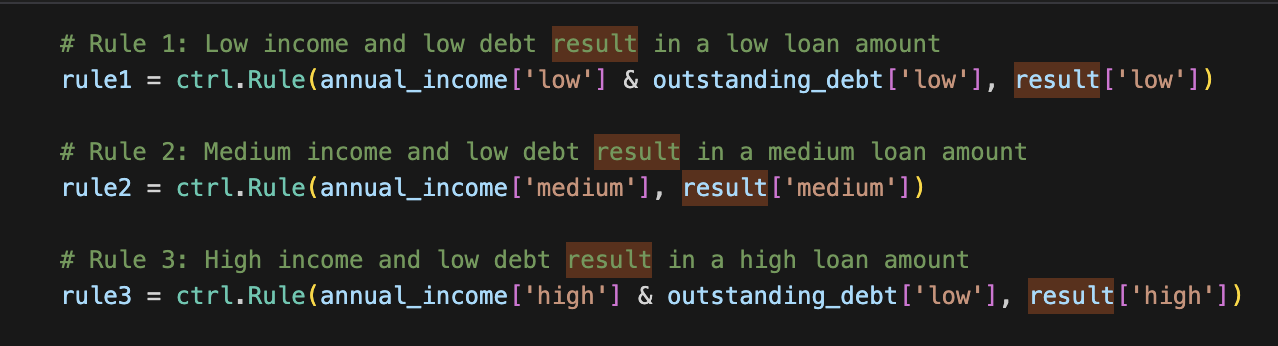 # Rule 1: Low income and low debt result in a low loan amount
rule1 = ctrl.Rule(annual_income['low'] & outstanding_debt['low'], result['low'])
# Rule 2: Medium income and low debt result in a medium loan amount
rule2 = ctrl.Rule(annual_income['medium'], result['medium'])
# Rule 3: High income and low debt result in a high loan amount
rule3 = ctrl.Rule(annual_income['high'] & outstanding_debt['low'], result['high'])